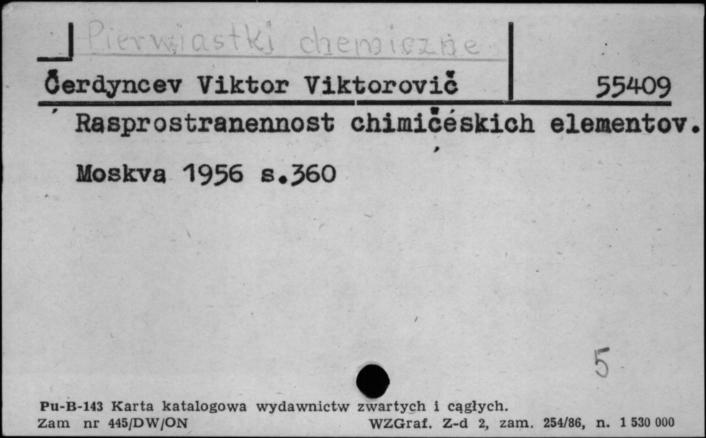 Pierwiastki chemiczne
Čerdyncev Viktor Viktorovič 55409
Rasprostranennost chimičeskich elementov.
Moskva 1956 s.360
5
Pu-B-143 Karta katalogowa wydawnictw zwartych i cągłych.
Zam nr 445/DW/ON WZGraf. Z-d 2, zam. 254/86, n. 1 530 000